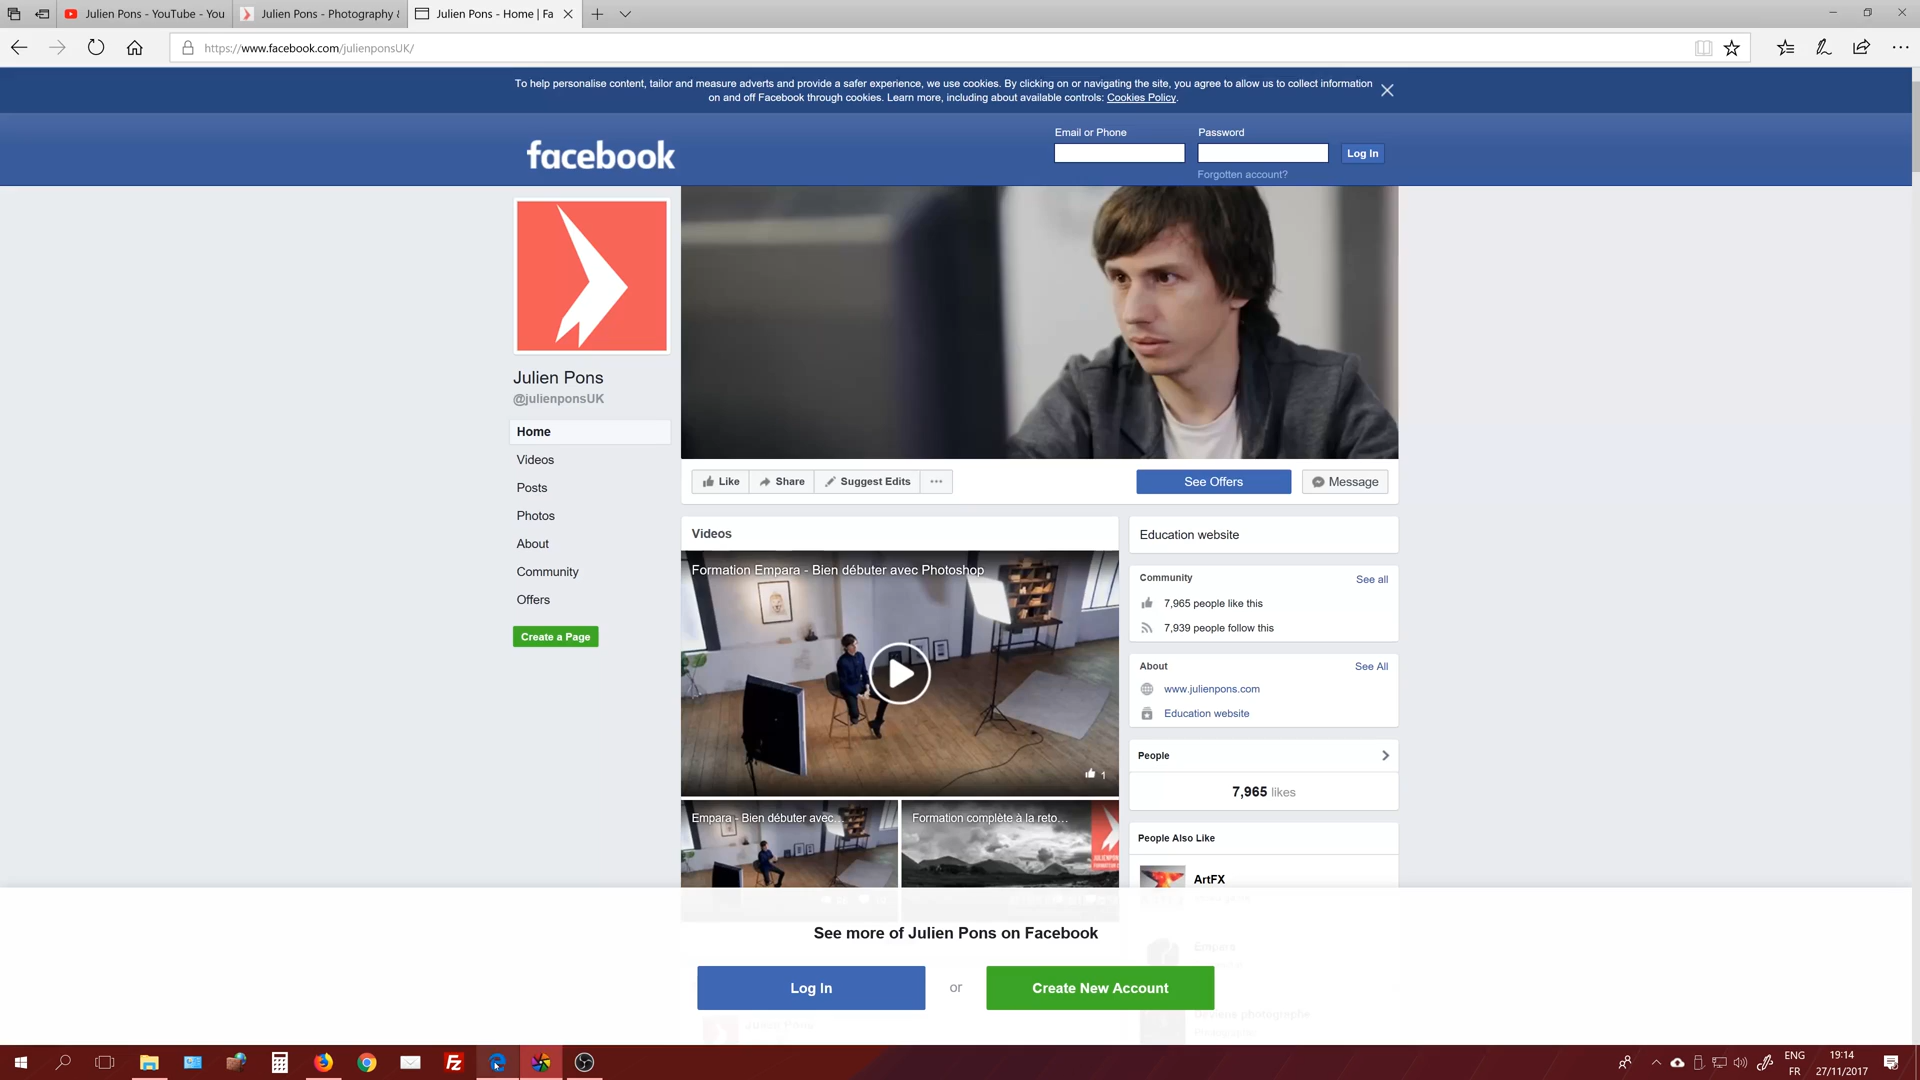 Julien Pons - YouTube - You
Julien Pons - Photography &
Julien Pons - Home | Fa
https://www.facebook.com/julienponsUK/
To help personalise content, tailor and measure adverts and provide a safer experience, we use cookies. By clicking on or navigating the site, you agree to allow us to collect information
on and off Facebook through cookies. Learn more, including about available controls: Cookies Policy.
facebook
Email or Phone
Password
Log In
Forgotten account?
Julien Pons
@julienponsUK
Home
Videos
Posts
Photos
About
Community
Offers
Create a Page
Like
Share
Suggest Edits
See Offers
Message
Videos
Formation Empara - Bien débuter avec Photoshop
1
Empara - Bien débuter avec...
Formation complète à la reto...
Education website
Community
See all
7,965 people like this
7,939 people follow this
About
See All
www.julienpons.com
Education website
People
7,965 likes
People Also Like
ArtFX
Empara
See more of Julien Pons on Facebook
Log In
or
Create New Account
Julien Pons
ENG
FR
19:14
27/11/2017